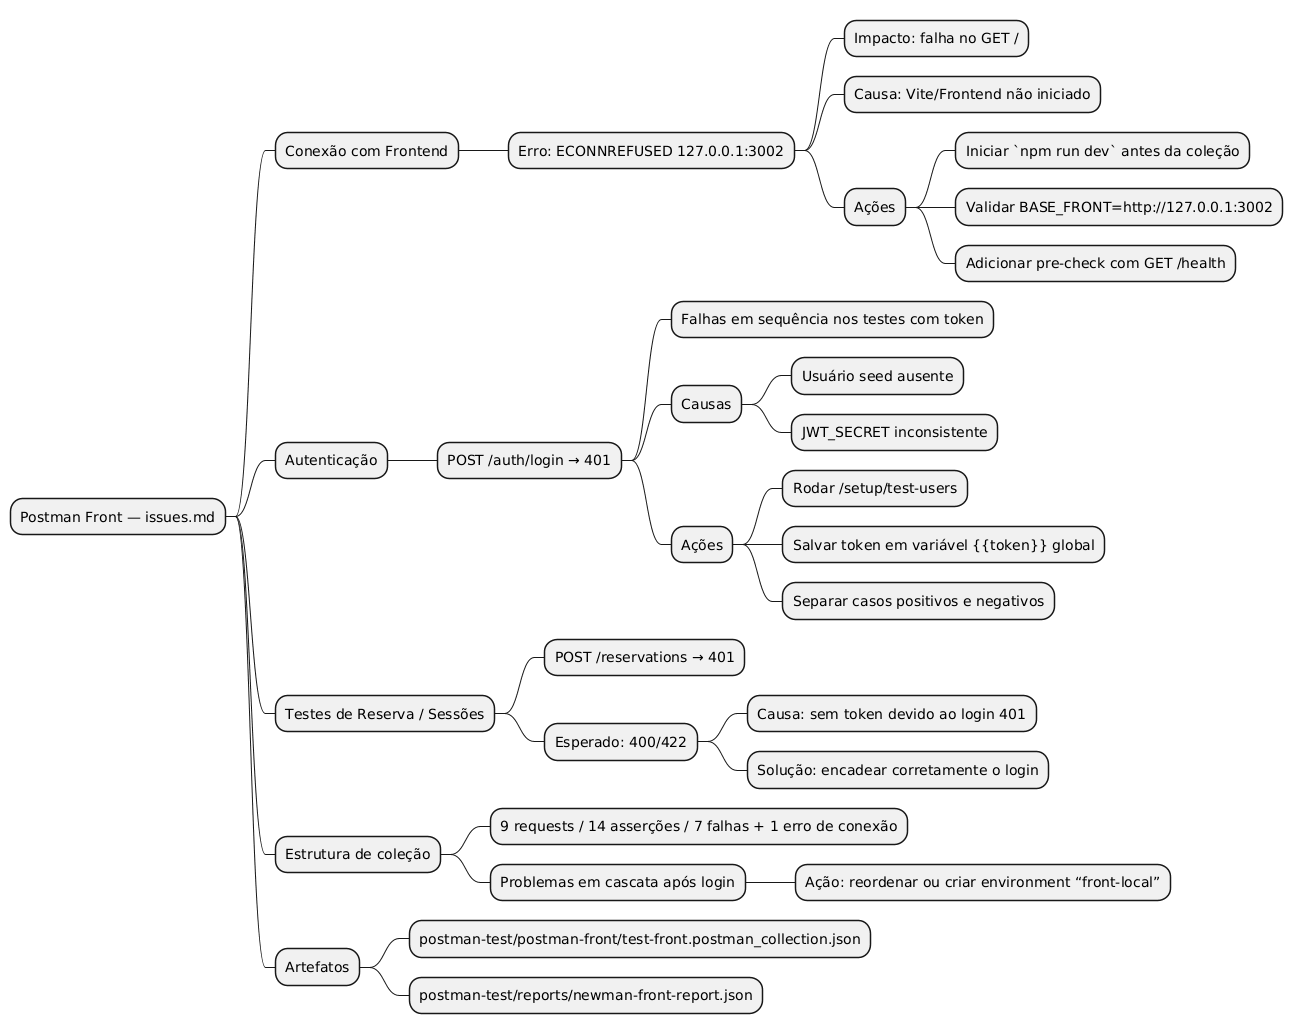 Postman Front — issues.md
Conexão com Frontend
Erro: ECONNREFUSED 127.0.0.1:3002
Impacto: falha no GET /
Causa: Vite/Frontend não iniciado
Ações
Iniciar `npm run dev` antes da coleção
Validar BASE_FRONT=http://127.0.0.1:3002
Adicionar pre-check com GET /health
Autenticação
POST /auth/login → 401
Falhas em sequência nos testes com token
Causas
Usuário seed ausente
JWT_SECRET inconsistente
Ações
Rodar /setup/test-users
Salvar token em variável {{token}} global
Separar casos positivos e negativos
Testes de Reserva / Sessões
POST /reservations → 401
Esperado: 400/422
Causa: sem token devido ao login 401
Solução: encadear corretamente o login
Estrutura de coleção
9 requests / 14 asserções / 7 falhas + 1 erro de conexão
Problemas em cascata após login
Ação: reordenar ou criar environment “front-local”
Artefatos
postman-test/postman-front/test-front.postman_collection.json
postman-test/reports/newman-front-report.json